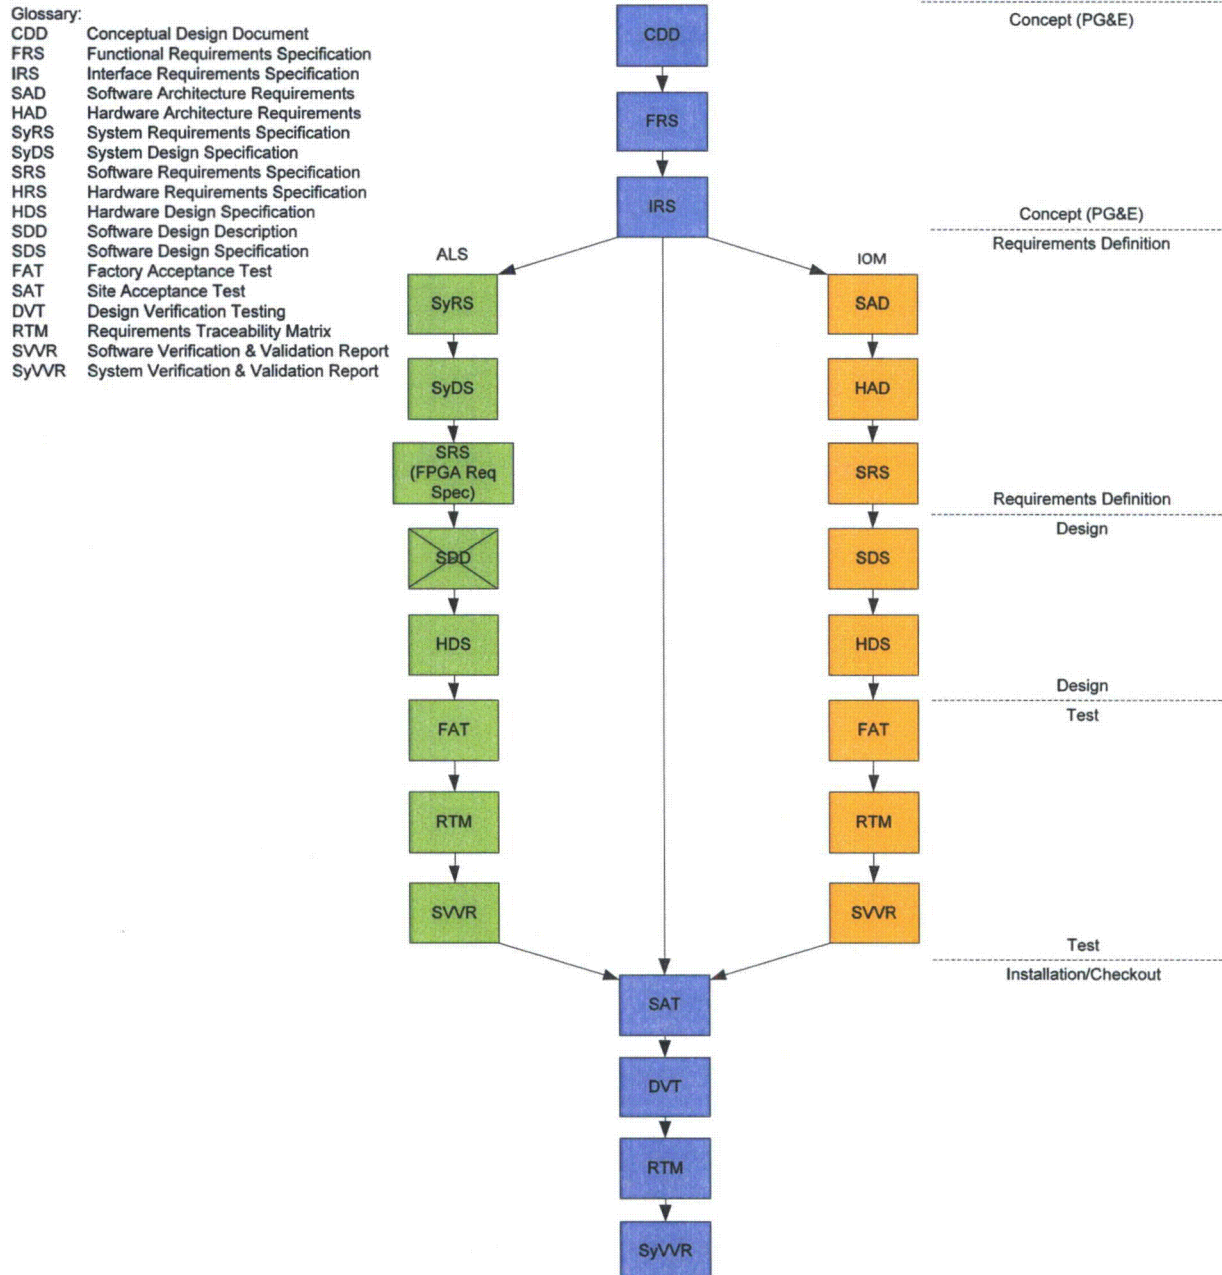 Glossary:
CDD Conceptual Design Document
FRS Functional Requirements Specification
IRS Interface Requirements Specification
SAD Software Architecture Requirements
HAD Hardware Architecture Requirements
SyRS System Requirements Specification
SyDS System Design Specification
SRS Software Requirements Specification
HRS Hardware Requirements Specification
HDS Hardware Design Specification
SDD Software Design Description
SDS Software Design Specification
FAT Factory Acceptance Test
SAT Site Acceptance Test
DVT Design Verification Testing
RTM Requirements Traceability Matrix
SVVR Software Verification & Validation Report
SyVVR System Verification & Validation Report
CDD
Concept (PG&E)
FRS
IRS
Concept (PG&E)
Requirements Definition
ALS
IOM
SyRS
SAD
SyDS
HAD
SRS
(FPGA Req
Spec)
SRS
Requirements Definition
Design
SDD
SDS
HDS
HDS
Design
Test
FAT
FAT
RTM
RTM
SVVR
SVVR
Test
Installation/Checkout
SAT
DVT
RTM
SyVVR